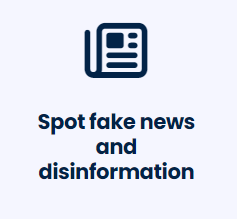 Spot fake news
and
disinformation